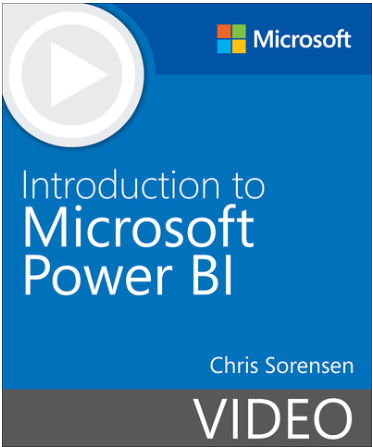 Microsoft
Introduction to
Microsoft
Power BI
Chris Sorensen
VIDEO